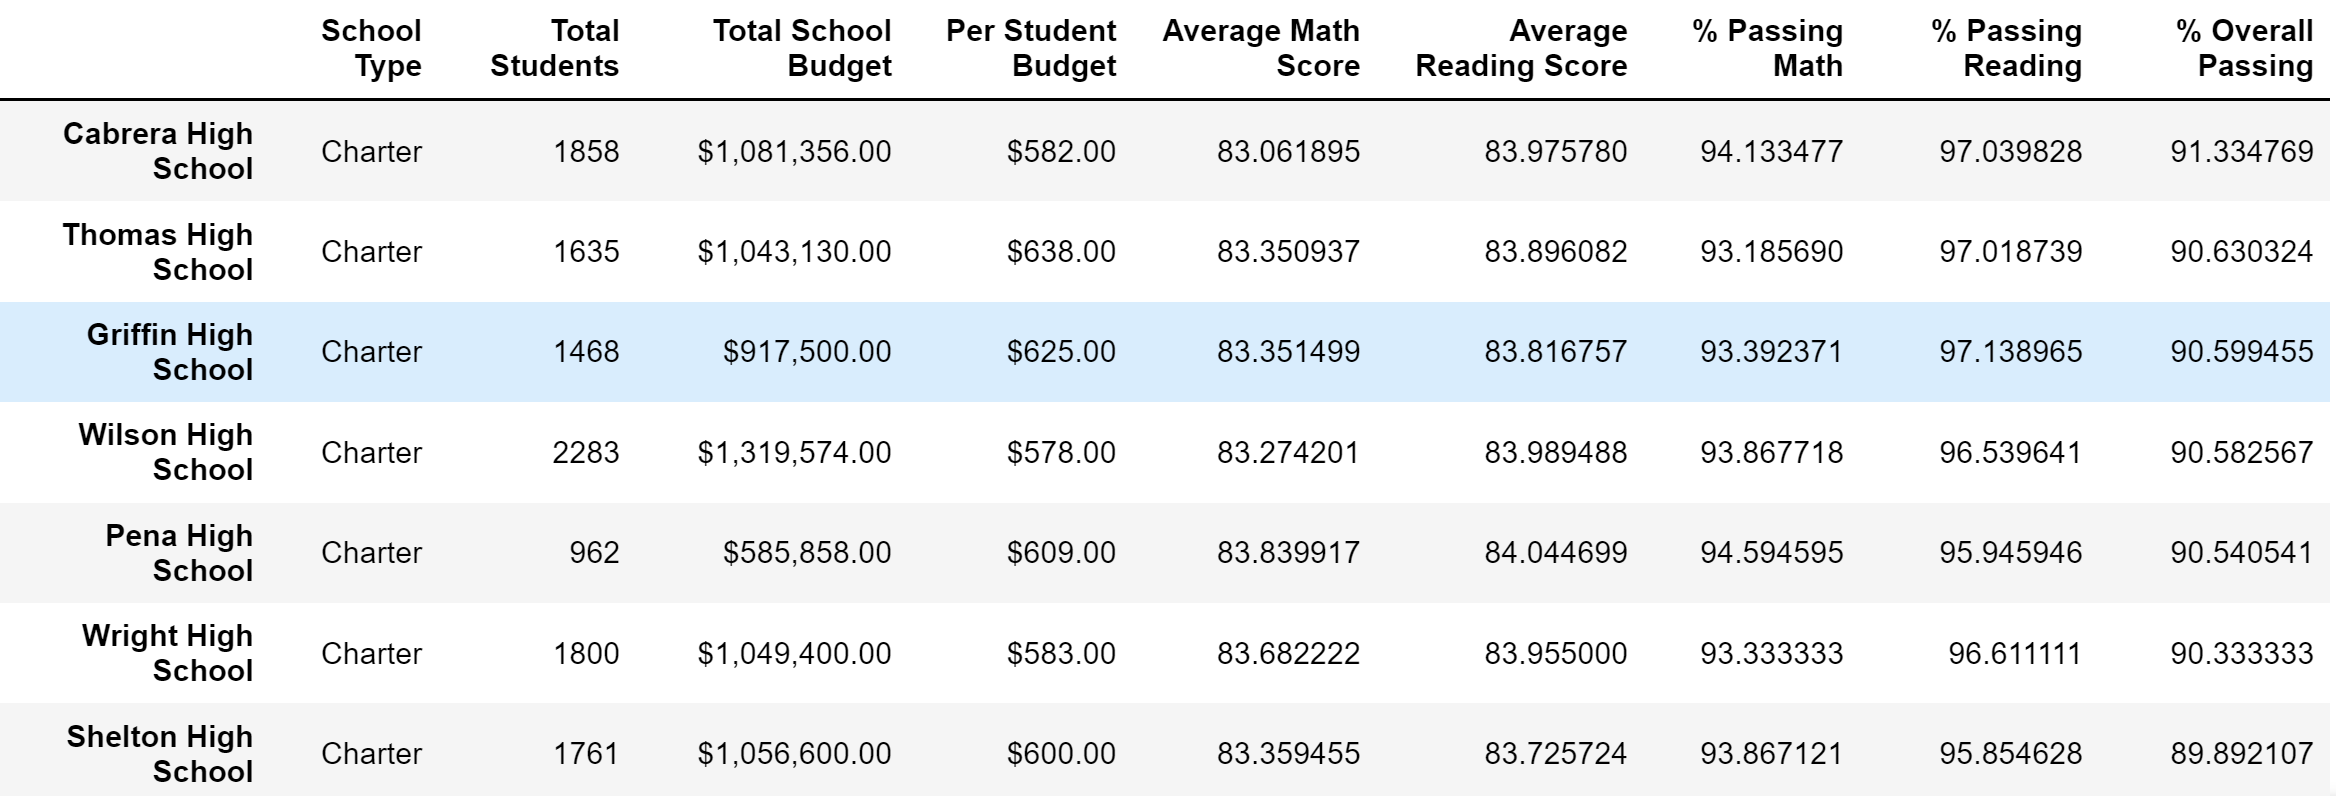 School Type Total Students Total School Budget Per Student Budget Average Math Score Average Reading Score % Passing Math % Passing Reading % Overall Passing
Cabrera High School Charter 1858 $1,081,356.00 $582.00 83.061895 83.975780 94.133477 97.039828 91.334769
Thomas High School Charter 1635 $1,043,130.00 $638.00 83.350937 83.896082 93.185690 97.018739 90.630324
Griffin High School Charter 1468 $917,500.00 $625.00 83.351499 83.816757 93.392371 97.138965 90.599455
Wilson High School Charter 2283 $1,319,574.00 $578.00 83.274201 83.989488 93.867718 96.539641 90.582567
Pena High School Charter 962 $585,858.00 $609.00 83.839917 84.044699 94.594595 95.945946 90.540541
Wright High School Charter 1800 $1,049,400.00 $583.00 83.682222 83.955000 93.333333 96.611111 90.333333
Shelton High School Charter 1761 $1,056,600.00 $600.00 83.359455 83.725724 93.867121 95.854628 89.892107